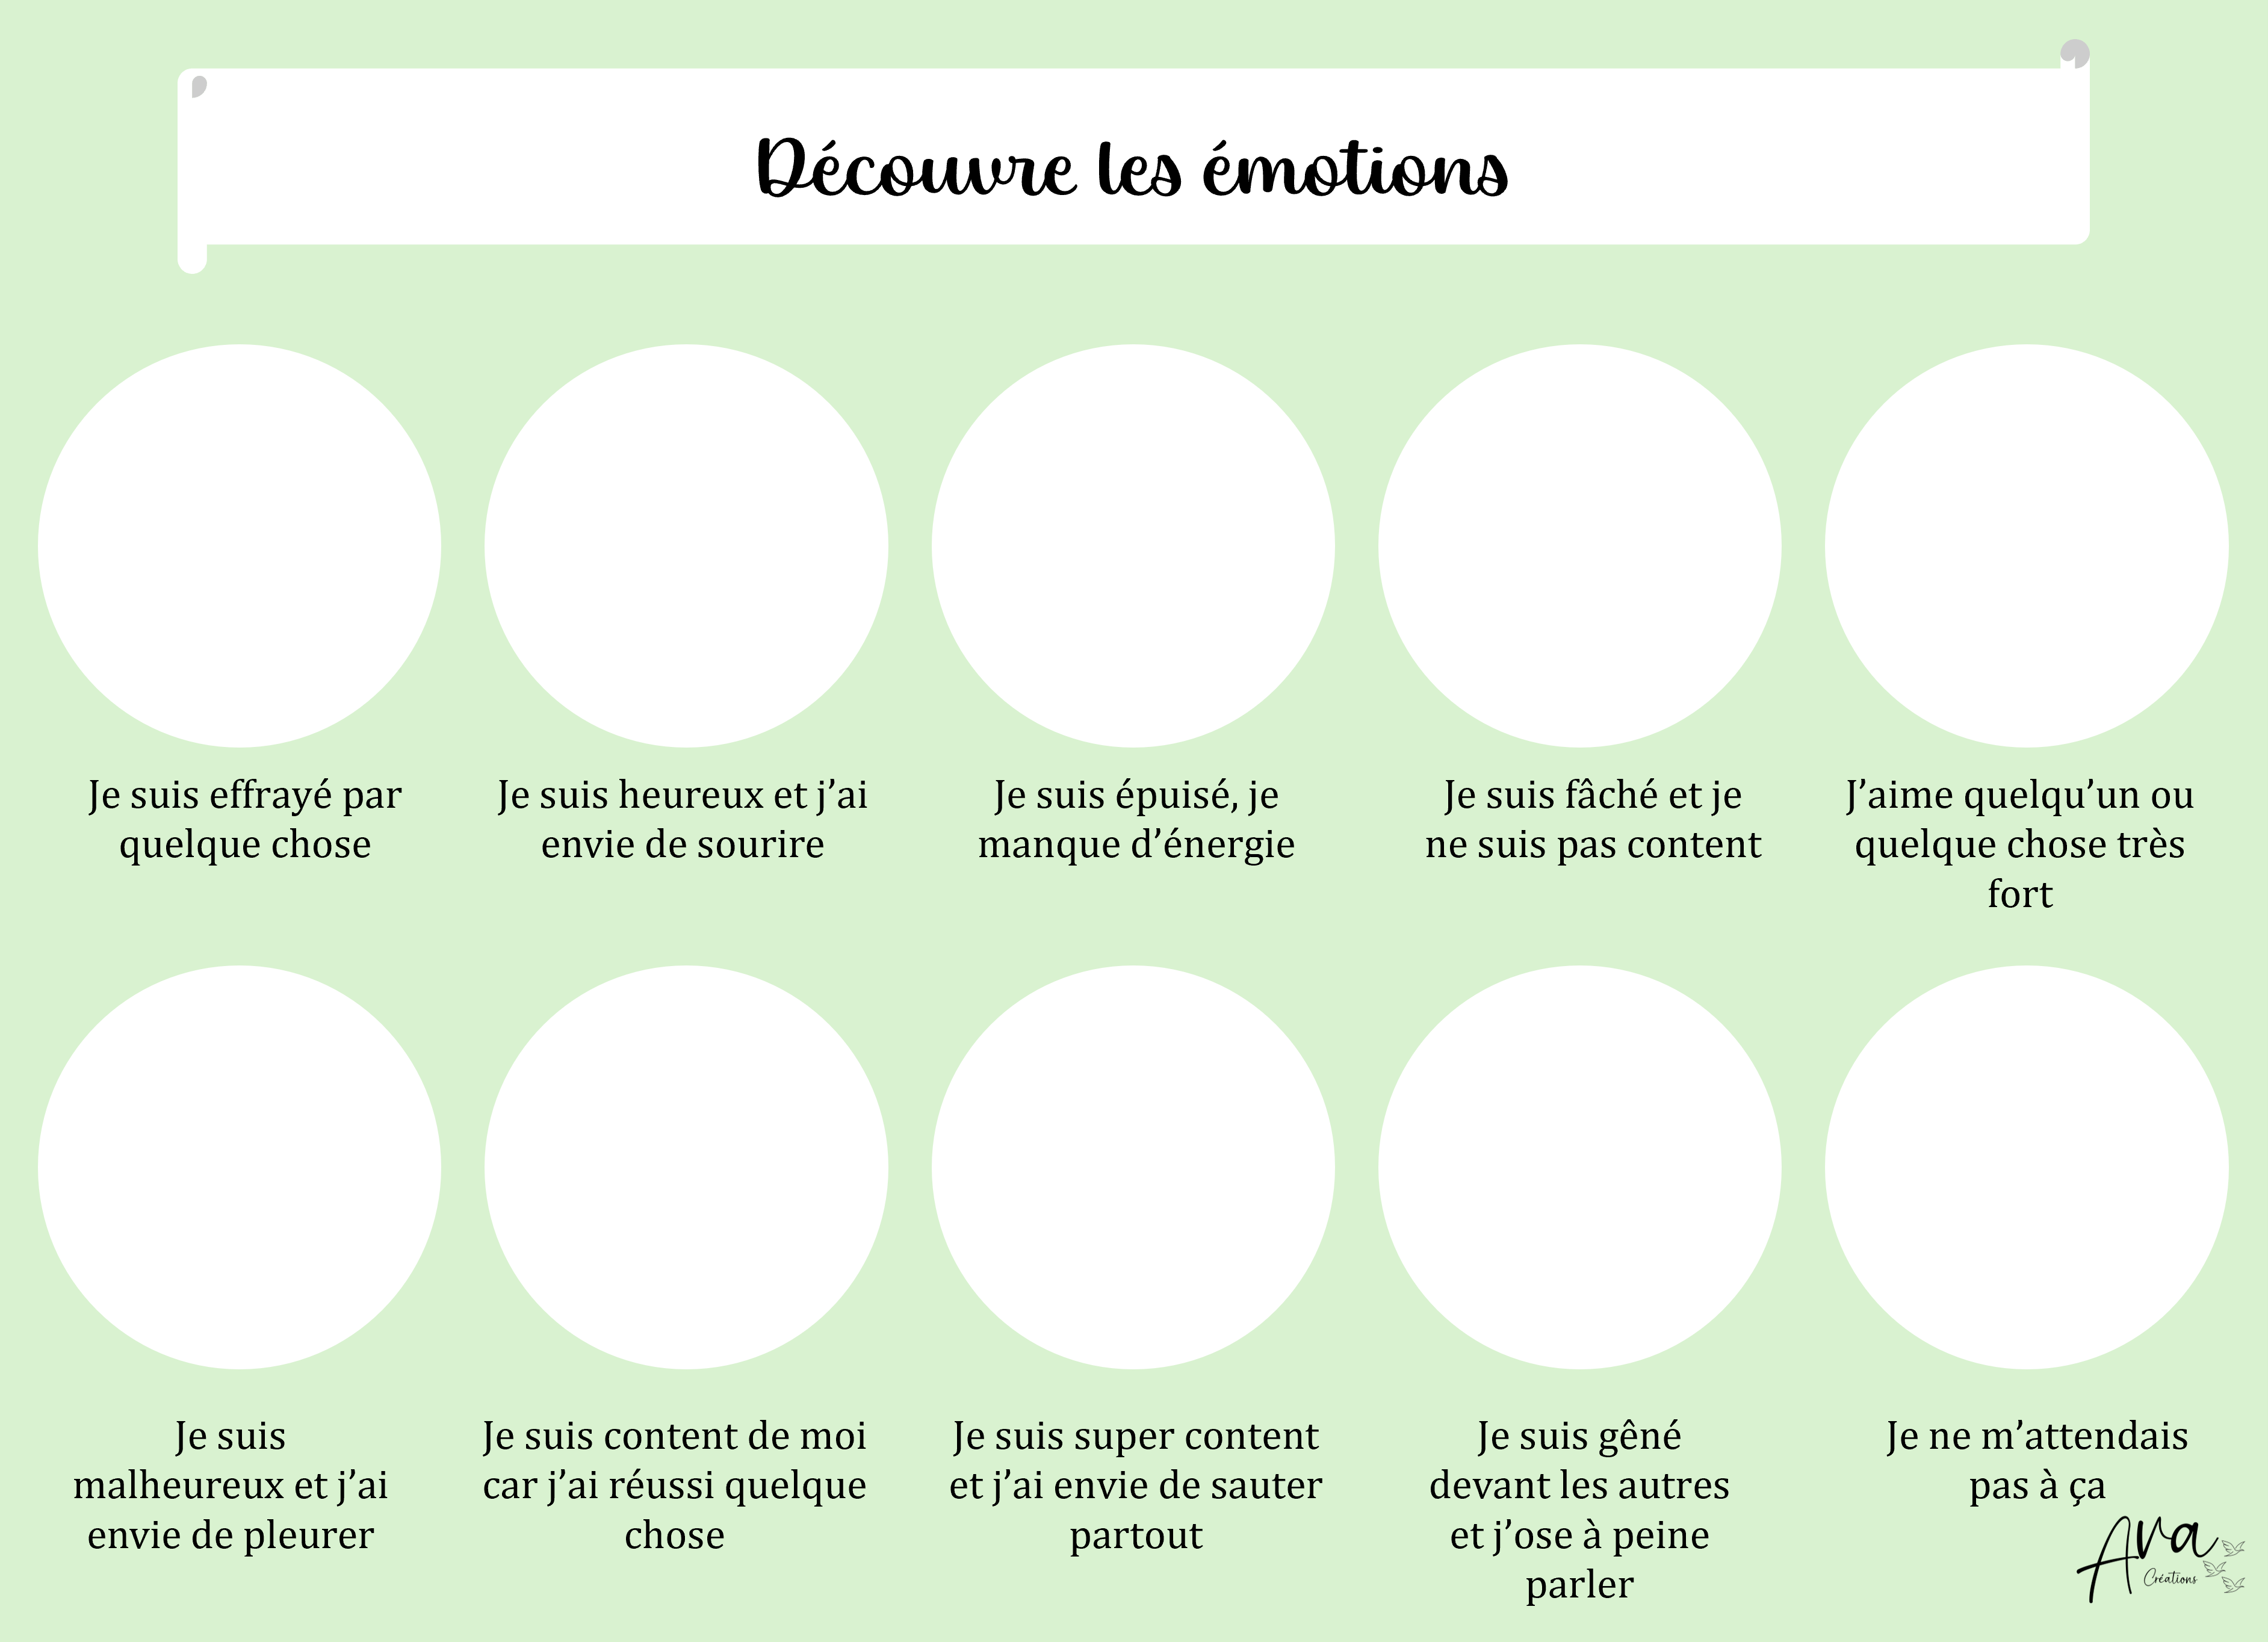 Découvre les émotions
Je suis effrayé par
quelque chose
Je suis heureux et j’ai
envie de sourire
Je suis épuisé, je
manque d’énergie
Je suis fâché et je
ne suis pas content
J’aime quelqu’un ou
quelque chose très
fort
Je suis
malheureux et j’ai
envie de pleurer
Je suis content de moi
car j’ai réussi quelque
chose
Je suis super content
et j’ai envie de sauter
partout
Je suis gêné
devant les autres
et j’ose à peine
parler
Je ne m’attendais
pas à ça
Ava
Créations